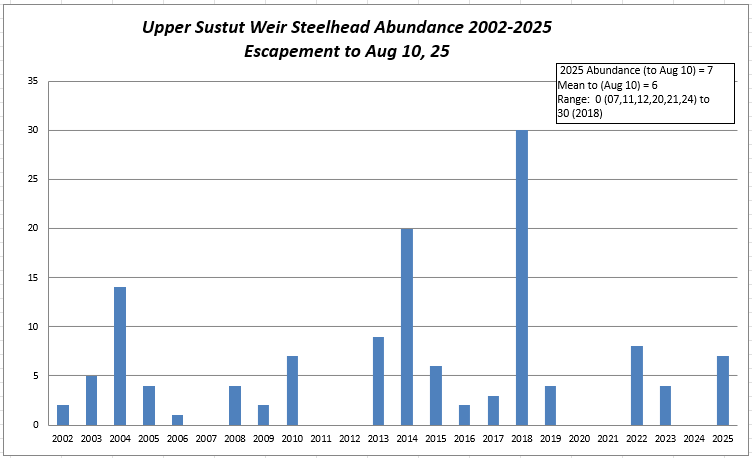 Upper Sustut Weir Steelhead Abundance 2002-2025
Escapement to Aug 10, 25
2025 Abundance (to Aug 10) = 7
Mean to (Aug 10) = 6
Range:  0 (07,11,12,20,21,24) to
30 (2018)
35
30
25
20
15
10
5
0
2002 2003 2004 2005 2006 2007 2008 2009 2010 2011 2012 2013 2014 2015 2016 2017 2018 2019 2020 2021 2022 2023 2024 2025